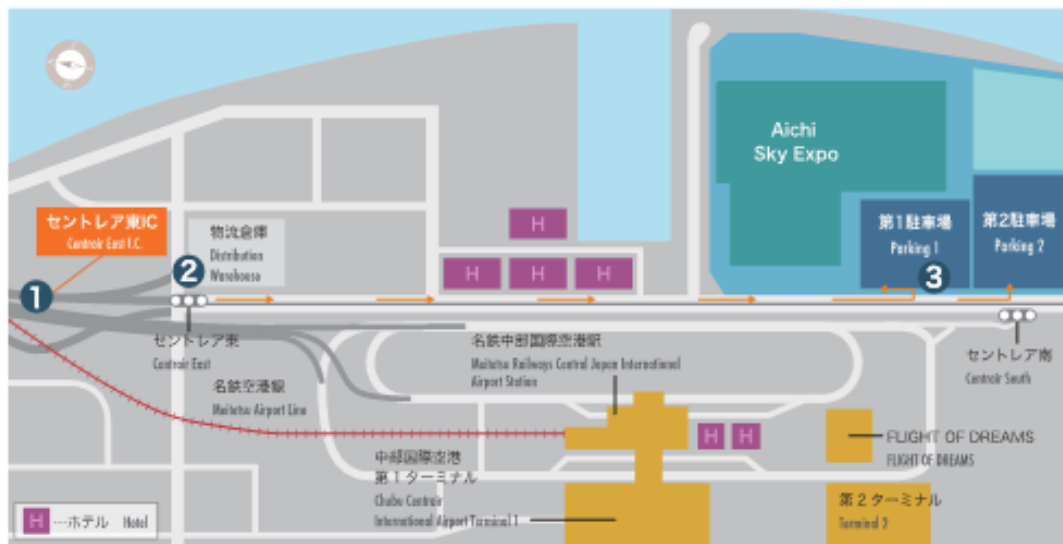 Aichi
Sky Expo
セントレア東IC
Centrair East I.C.
物流倉庫
Distribution
Warehouse
第1駐車場
Parking 1
第2駐車場
Parking 2
H
H
H
H
1
2
3
セントレア東
Centrair East
名鉄中部国際空港駅
Meitetsu Railways Central Japan International
Airport Station
セントレア南
Centrair South
名鉄空港線
Meitetsu Airport Line
H
H
FLIGHT OF DREAMS
FLIGHT OF DREAMS
中部国際空港
第1ターミナル
Chubu Centrair
International Airport Terminal 1
第2ターミナル
Terminal 2
H
---ホテル Hotel